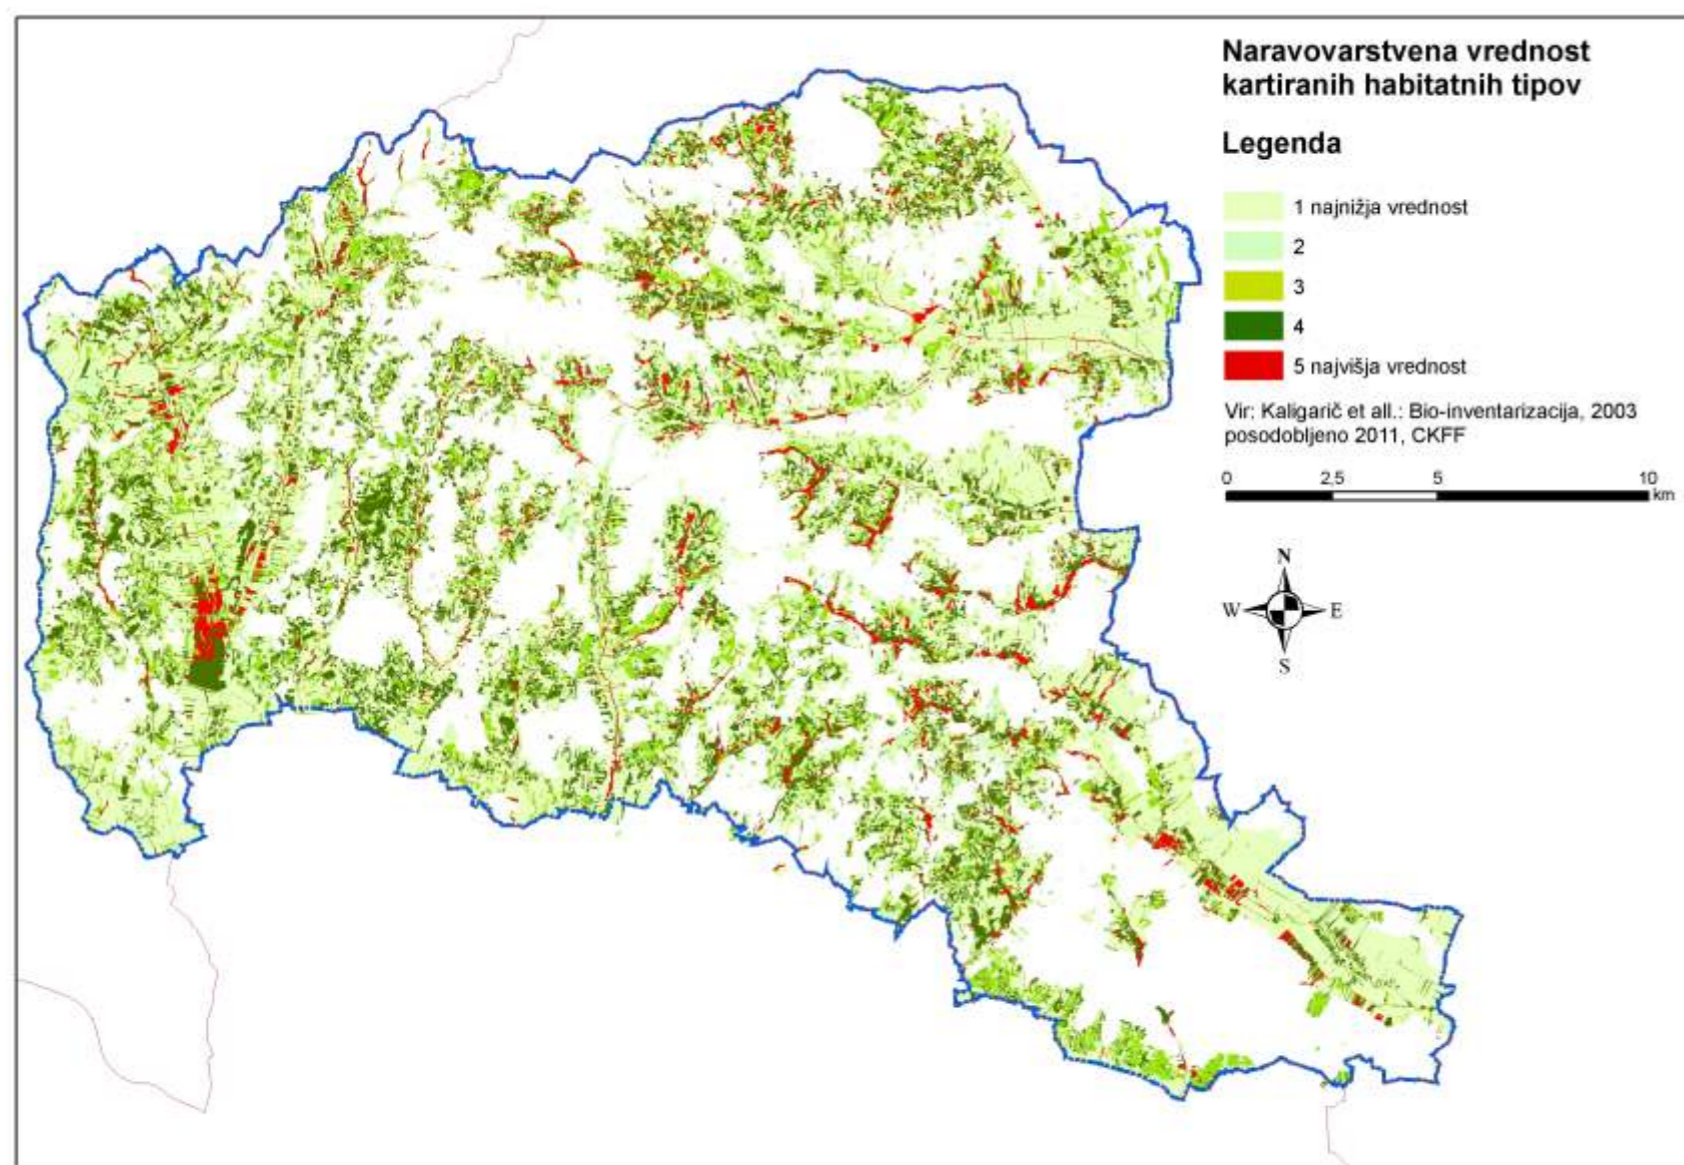 Naravovarstvena vrednost
kartiranih habitatnih tipov
Legenda
1 najnižja vrednost
2
3
4
5 najvišja vrednost
Vir: Kaligarič et all.: Bio-inventarizacija, 2003
posodobljeno 2011, CKFF
0 2,5 5 10
km
N
W E
S